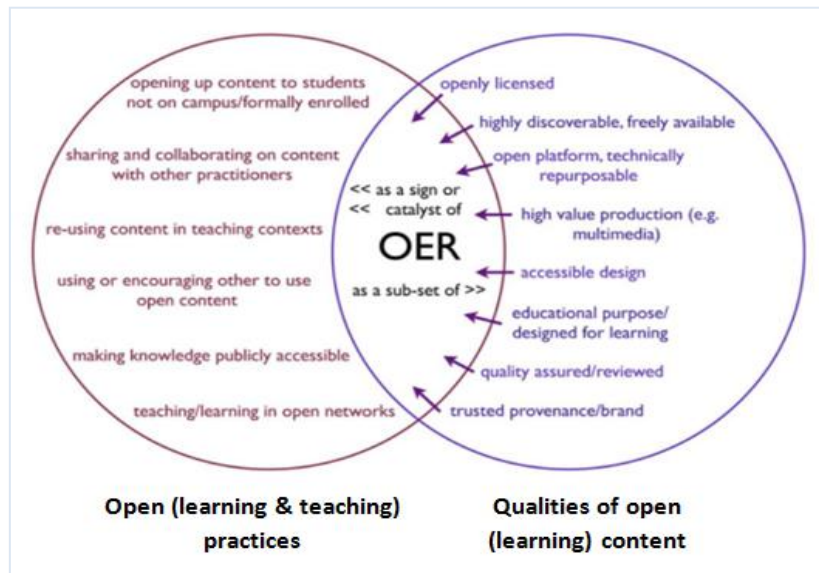 opening up content to students
not on campus/formally enrolled
sharing and collaborating on content
with other practitioners
re-using content in teaching contexts
using or encouraging other to use
open content
making knowledge publicly accessible
teaching/learning in open networks
<< as a sign or
<< catalyst of
OER
as a sub-set of >>
openly licensed
highly discoverable, freely available
open platform, technically
repurposable
high value production (e.g.
multimedia)
accessible design
educational purpose/
designed for learning
quality assured/reviewed
trusted provenance/brand
Open (learning & teaching)
practices
Qualities of open
(learning) content